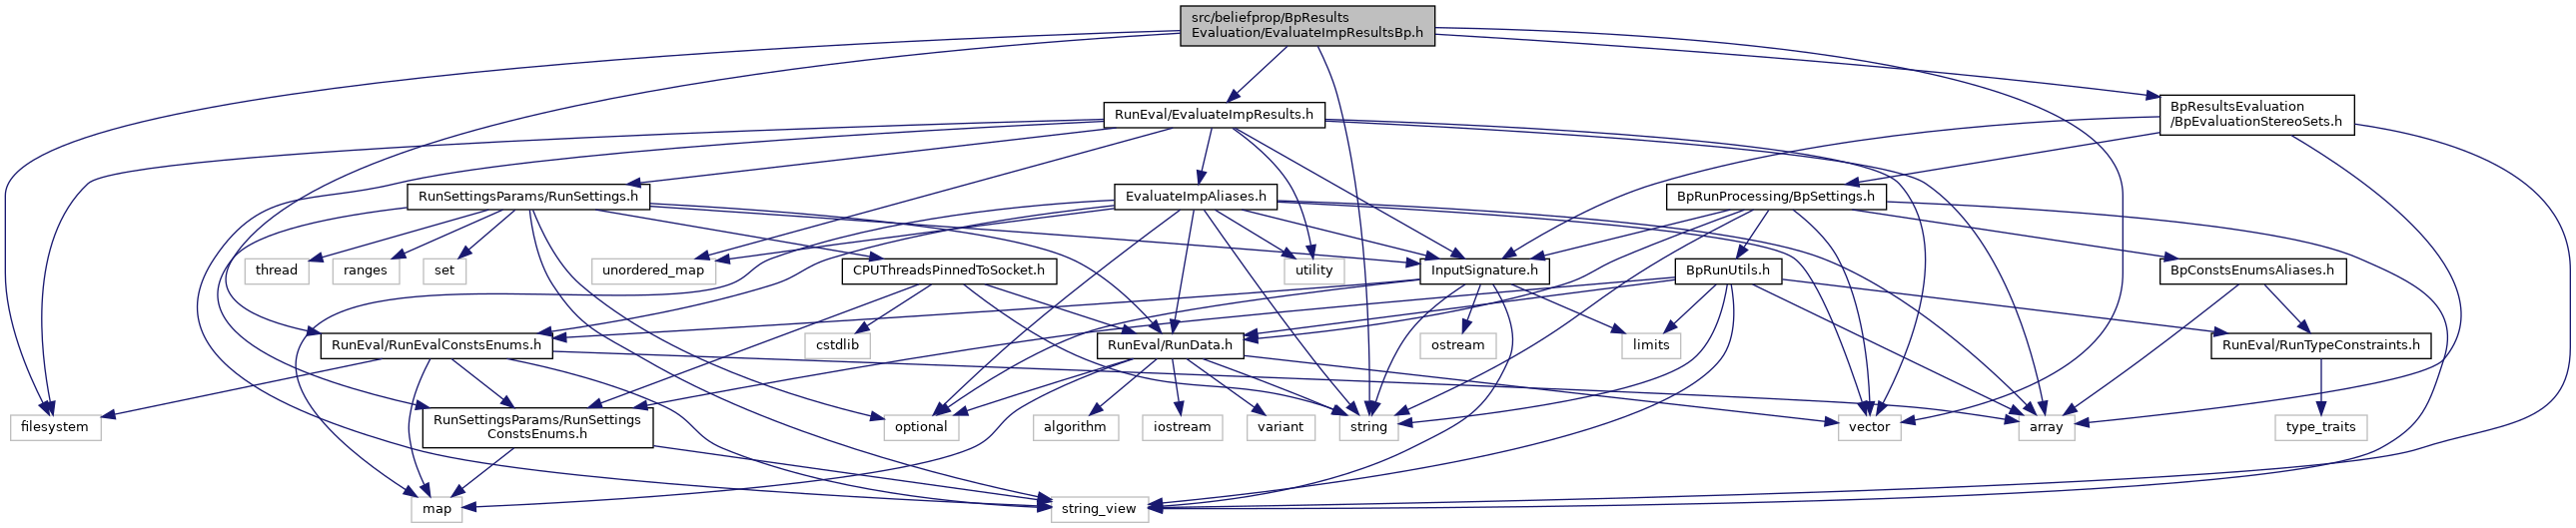 src/beliefprop/BpResults
Evaluation/EvaluateImpResultsBp.h
RunEval/EvaluateImpResults.h
BpResultsEvaluation
/BpEvaluationStereoSets.h
RunSettingsParams/RunSettings.h
EvaluateImpAliases.h
BpRunProcessing/BpSettings.h
thread
ranges
set
unordered_map
CPUThreadsPinnedToSocket.h
utility
InputSignature.h
BpRunUtils.h
BpConstsEnumsAliases.h
RunEval/RunEvalConstsEnums.h
cstdlib
RunEval/RunData.h
ostream
limits
RunEval/RunTypeConstraints.h
filesystem
RunSettingsParams/RunSettings
ConstsEnums.h
optional
algorithm
iostream
variant
string
vector
array
type_traits
map
string_view